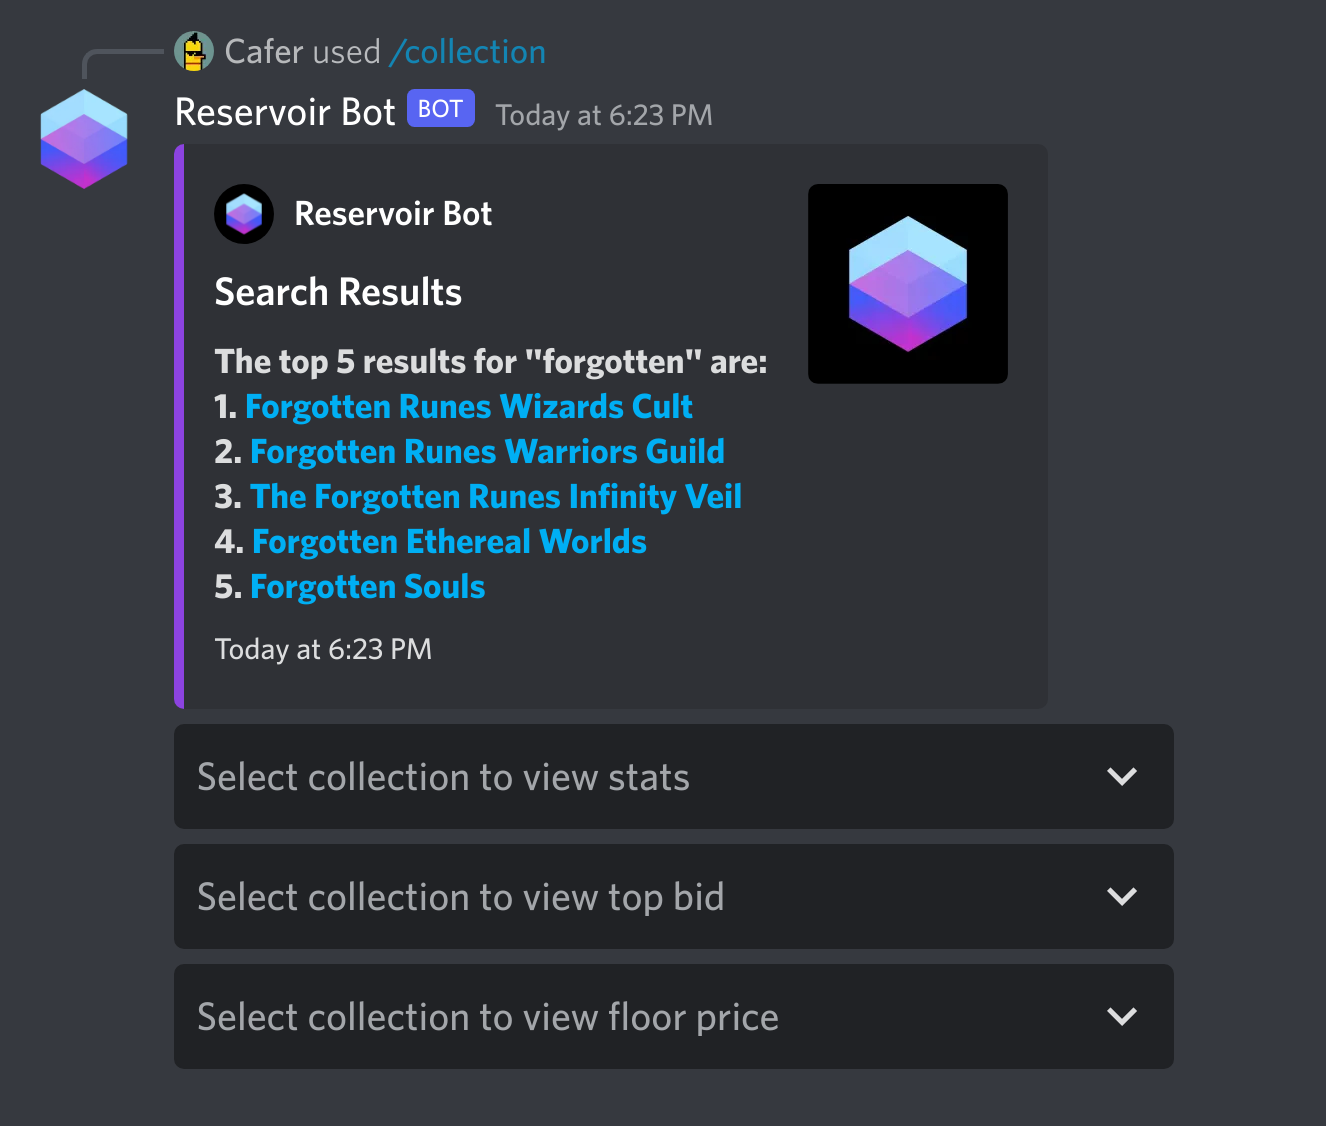 Cafer used /collection
Reservoir Bot BOT Today at 6:23 PM
Reservoir Bot
Search Results
The top 5 results for "forgotten" are:
1. Forgotten Runes Wizards Cult
2. Forgotten Runes Warriors Guild
3. The Forgotten Runes Infinity Veil
4. Forgotten Ethereal Worlds
5. Forgotten Souls
Today at 6:23 PM
Select collection to view stats
Select collection to view top bid
Select collection to view floor price